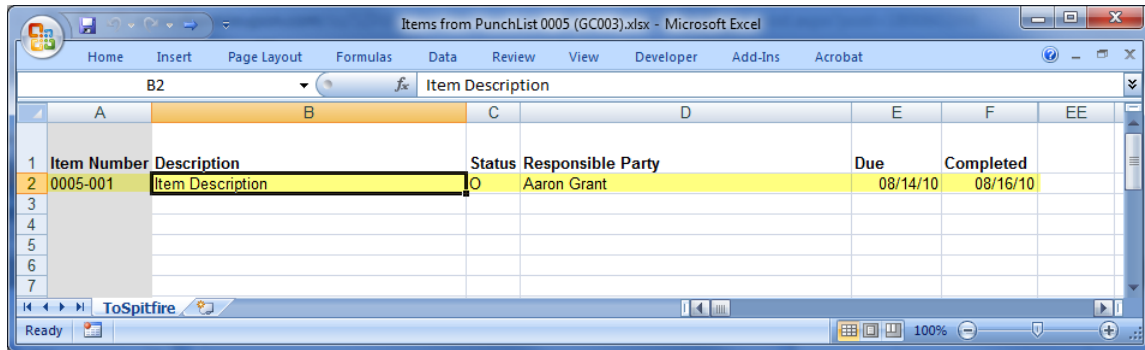 Items from PunchList 0005 (GC003).xlsx - Microsoft Excel
Home Insert Page Layout Formulas Data Review View Developer Add-Ins Acrobat
B2 fx Item Description
A B C D E F EE
1 Item Number Description Status Responsible Party Due Completed
2 0005-001 Item Description O Aaron Grant 08/14/10 08/16/10
3
4
5
6
7
ToSpitfire
Ready 100%